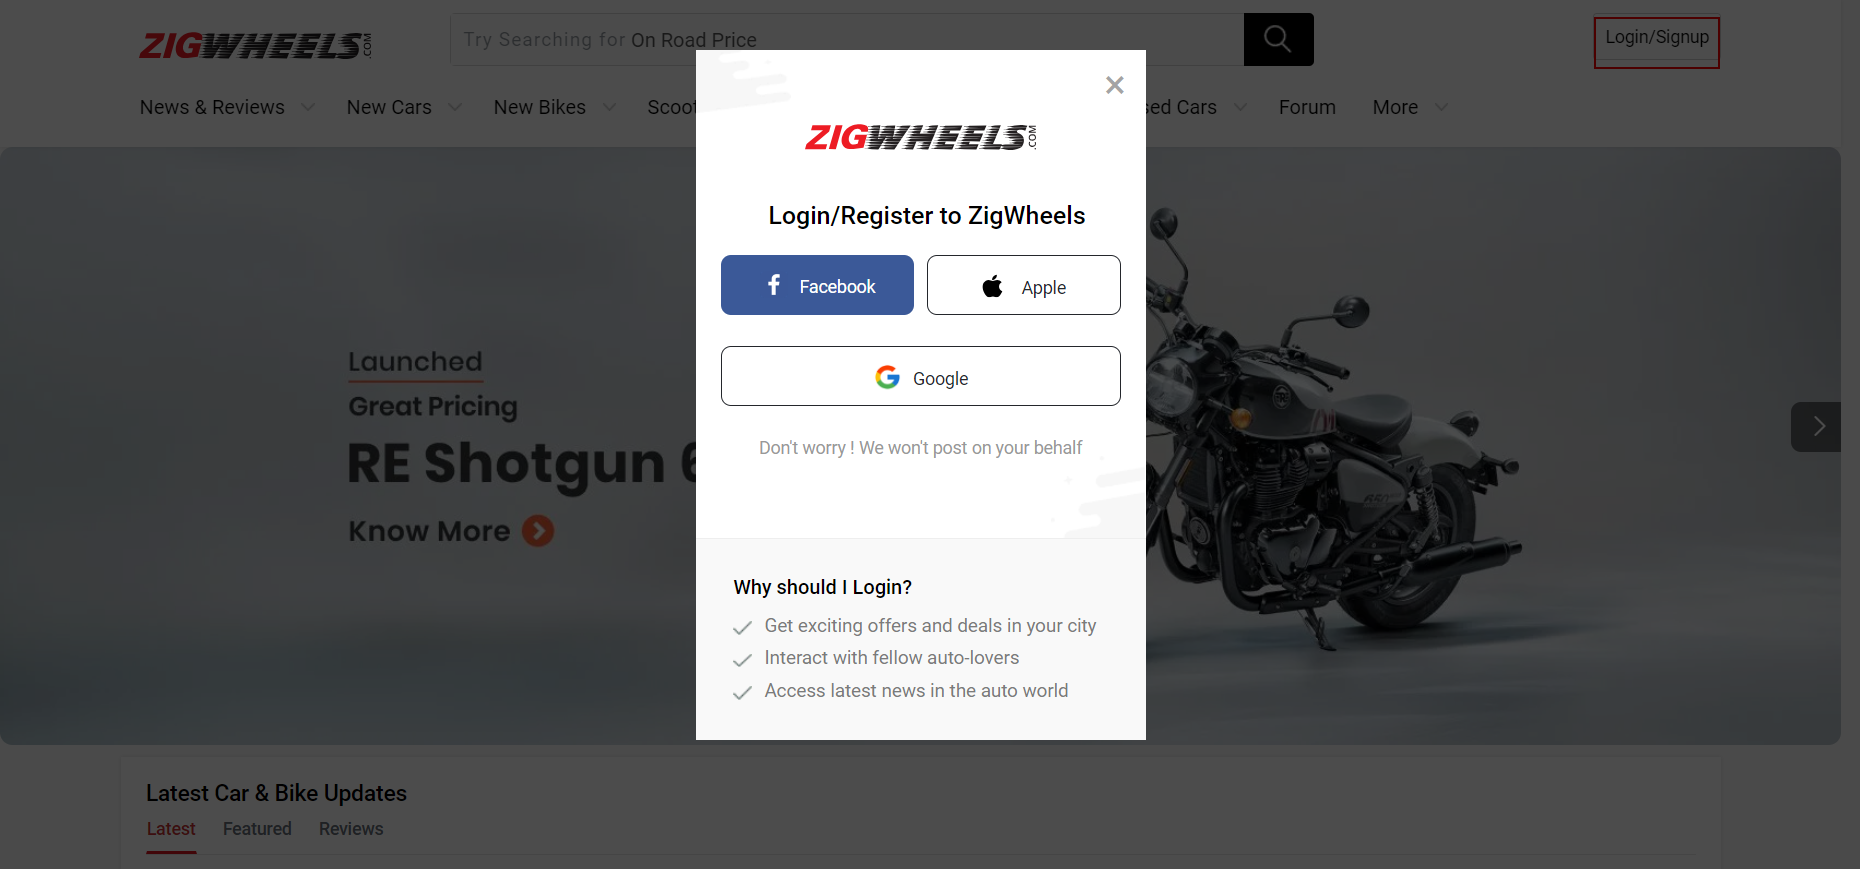 ZIGWHEELS.COM
Try Searching for On Road Price
Login/Signup
News & Reviews
New Cars
New Bikes
Forum
More
Cars
Launched
Great Pricing
RE Shotgun
Know More
ZIGWHEELS.COM
Login/Register to ZigWheels
Facebook
Apple
Google
Don't worry ! We won't post on your behalf
Why should I Login?
Get exciting offers and deals in your city
Interact with fellow auto-lovers
Access latest news in the auto world
Latest Car & Bike Updates
Latest
Featured
Reviews